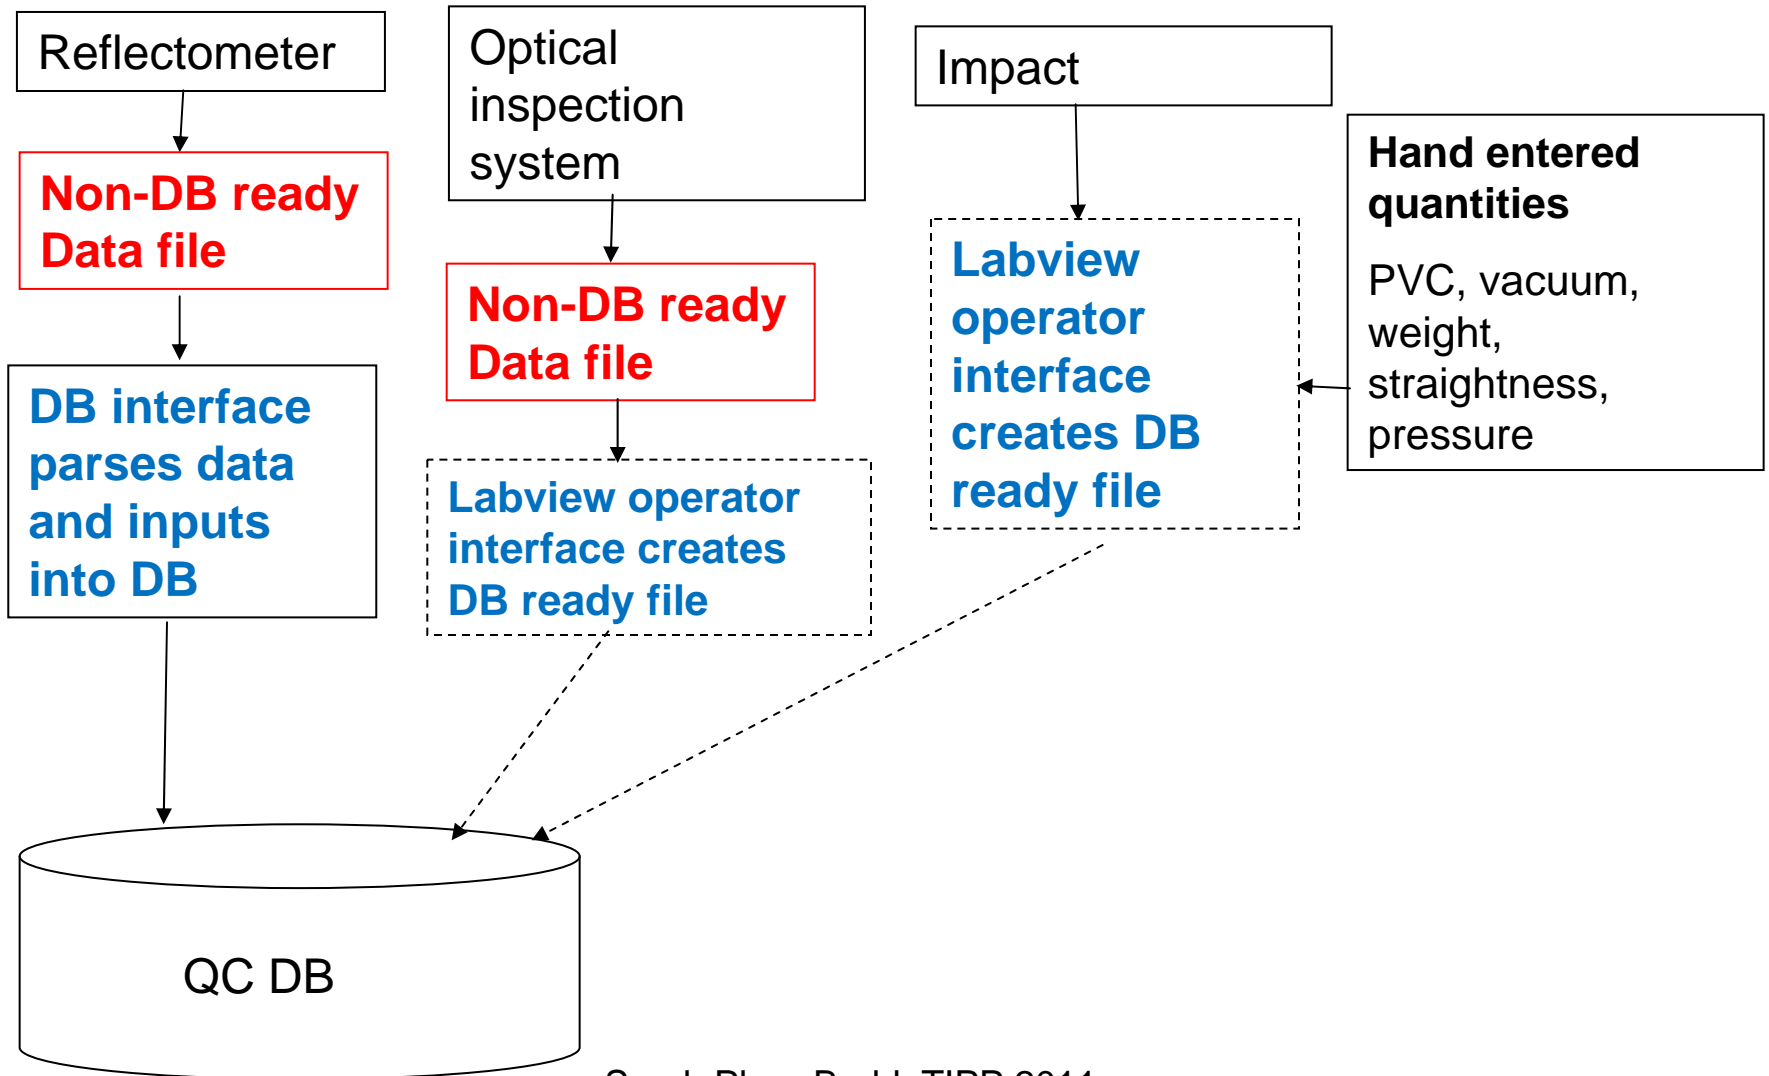 Reflectometer
Non-DB ready
Data file
DB interface
parses data
and inputs
into DB
Optical
inspection
system
Non-DB ready
Data file
Labview operator
interface creates
DB ready file
Impact
Labview
operator
interface
creates DB
ready file
Hand entered
quantities
PVC, vacuum,
weight,
straightness,
pressure
QC DB
TIPP 2011